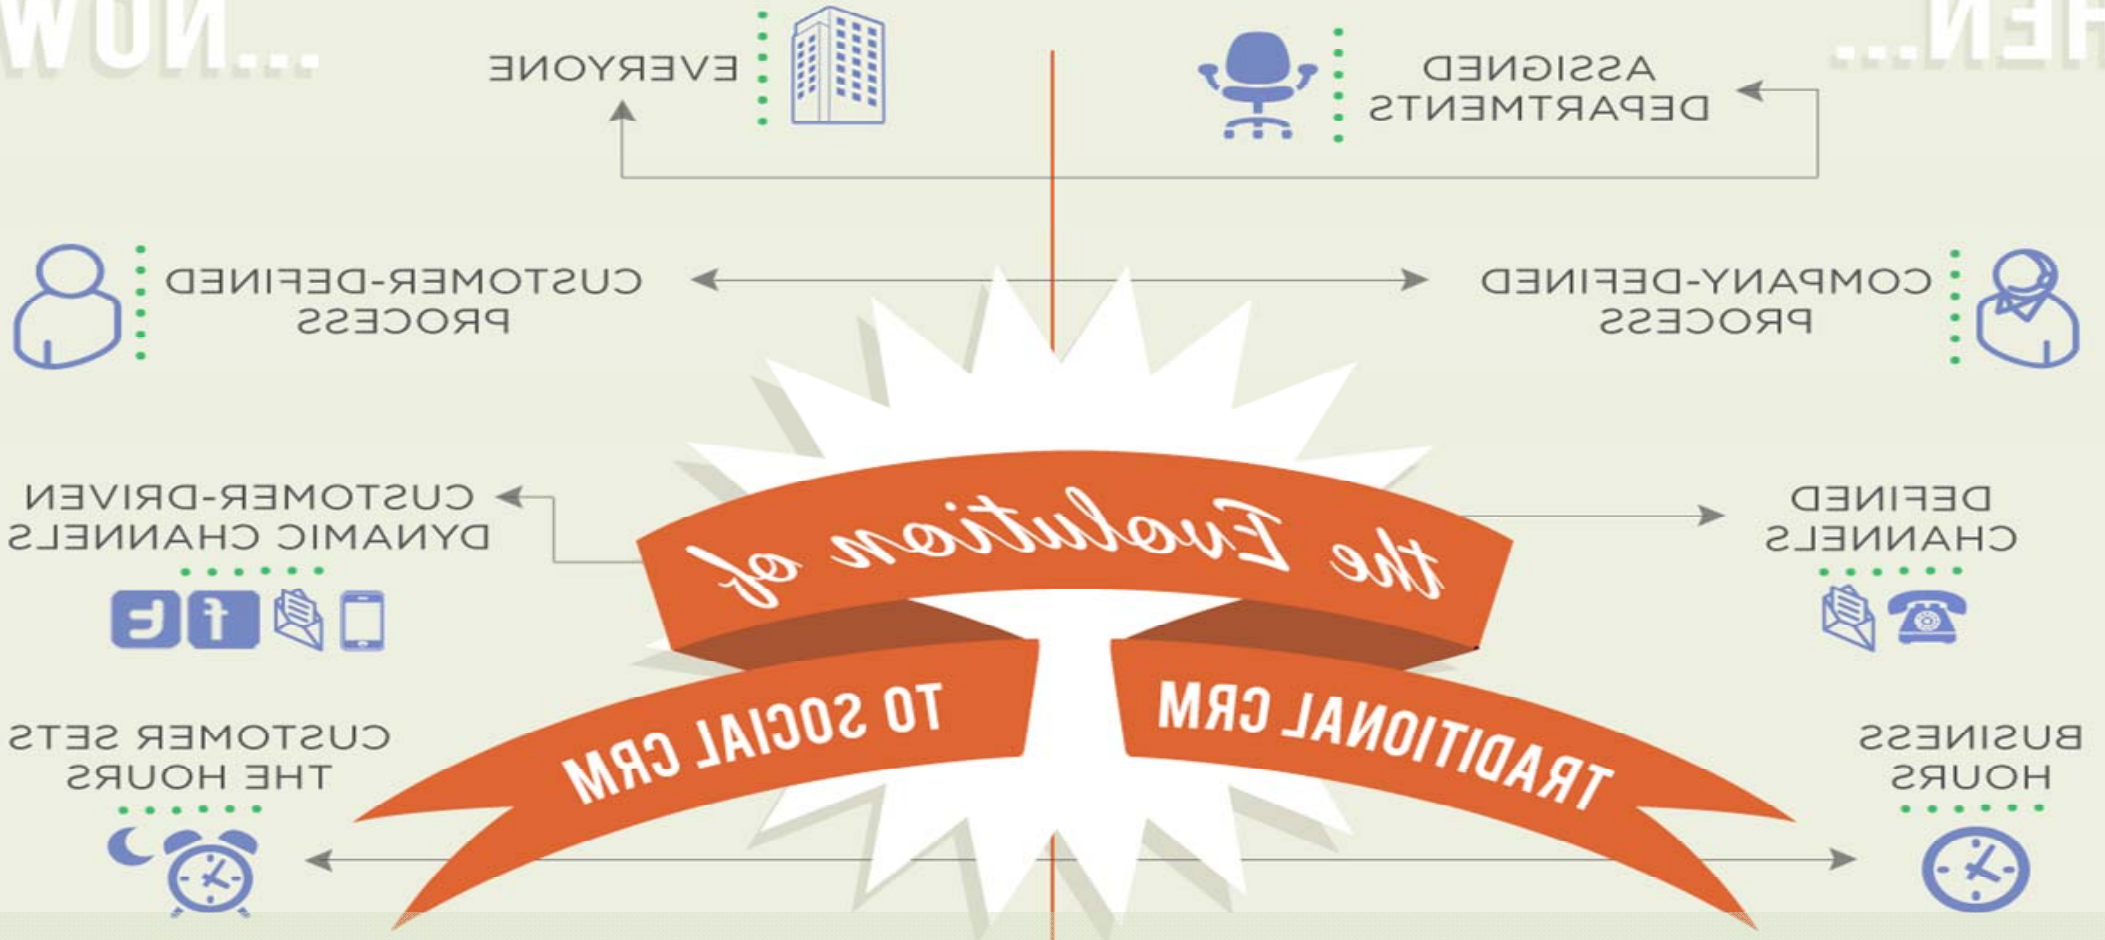 HEN...
...NOW
ASSIGNED
DEPARTMENTS
EVERYONE
COMPANY-DEFINED
PROCESS
CUSTOMER-DEFINED
PROCESS
DEFINED
CHANNELS
the Evolution of
TRADITIONAL CRM
TO SOCIAL CRM
CUSTOMER-DRIVEN
DYNAMIC CHANNELS
BUSINESS
HOURS
CUSTOMER SETS
THE HOURS